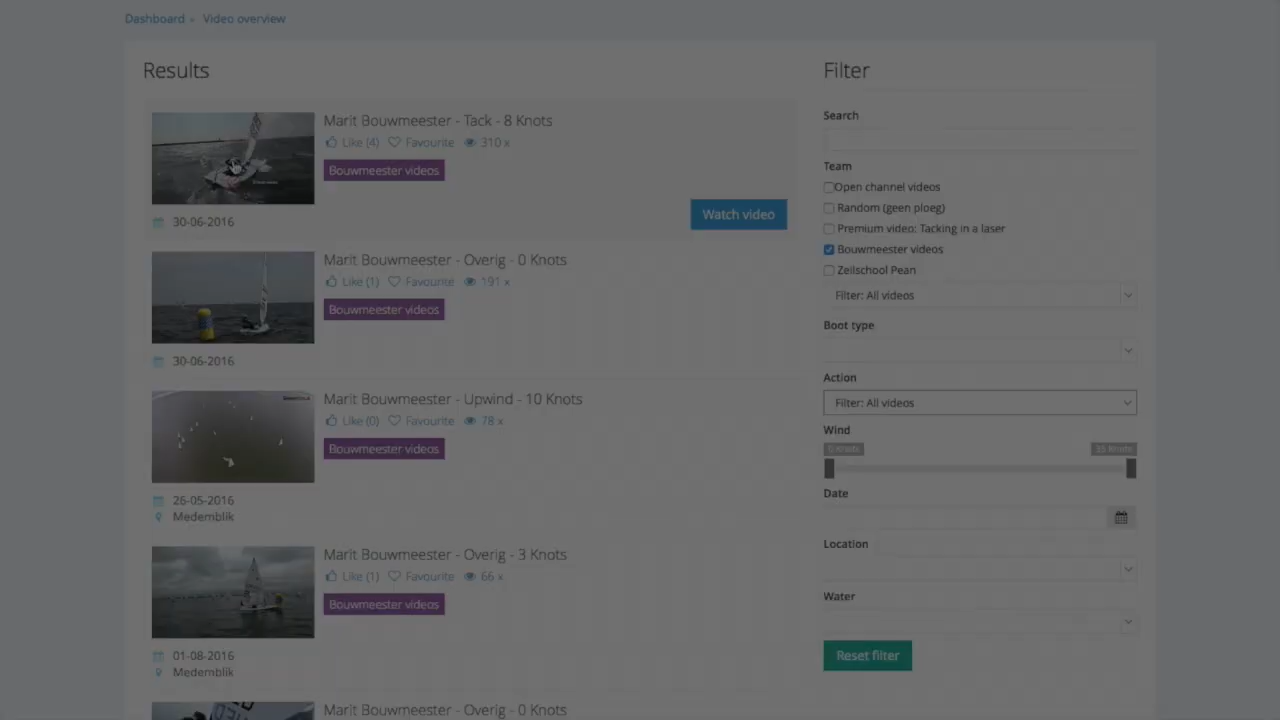 Dashboard » Video overview
Results
Marit Bouwmeester - Tack - 8 Knots
Like (4) Favourite 310 x
Bouwmeester videos
Watch video
30-06-2016
Marit Bouwmeester - Overig - 0 Knots
Like (1) Favourite 191 x
Bouwmeester videos
30-06-2016
Marit Bouwmeester - Upwind - 10 Knots
Like (0) Favourite 78 x
Bouwmeester videos
26-05-2016
Medemblik
Marit Bouwmeester - Overig - 3 Knots
Like (1) Favourite 66 x
Bouwmeester videos
01-08-2016
Medemblik
Marit Bouwmeester - Overig - 0 Knots
Filter
Search
Team
Open channel videos
Random (geen ploeg)
Premium video: Tacking in a laser
Bouwmeester videos
Zeilschool Pean
Filter: All videos
Boot type
Action
Filter: All videos
Wind
0 Knots 35 Knots
Date
Location
Water
Reset filter